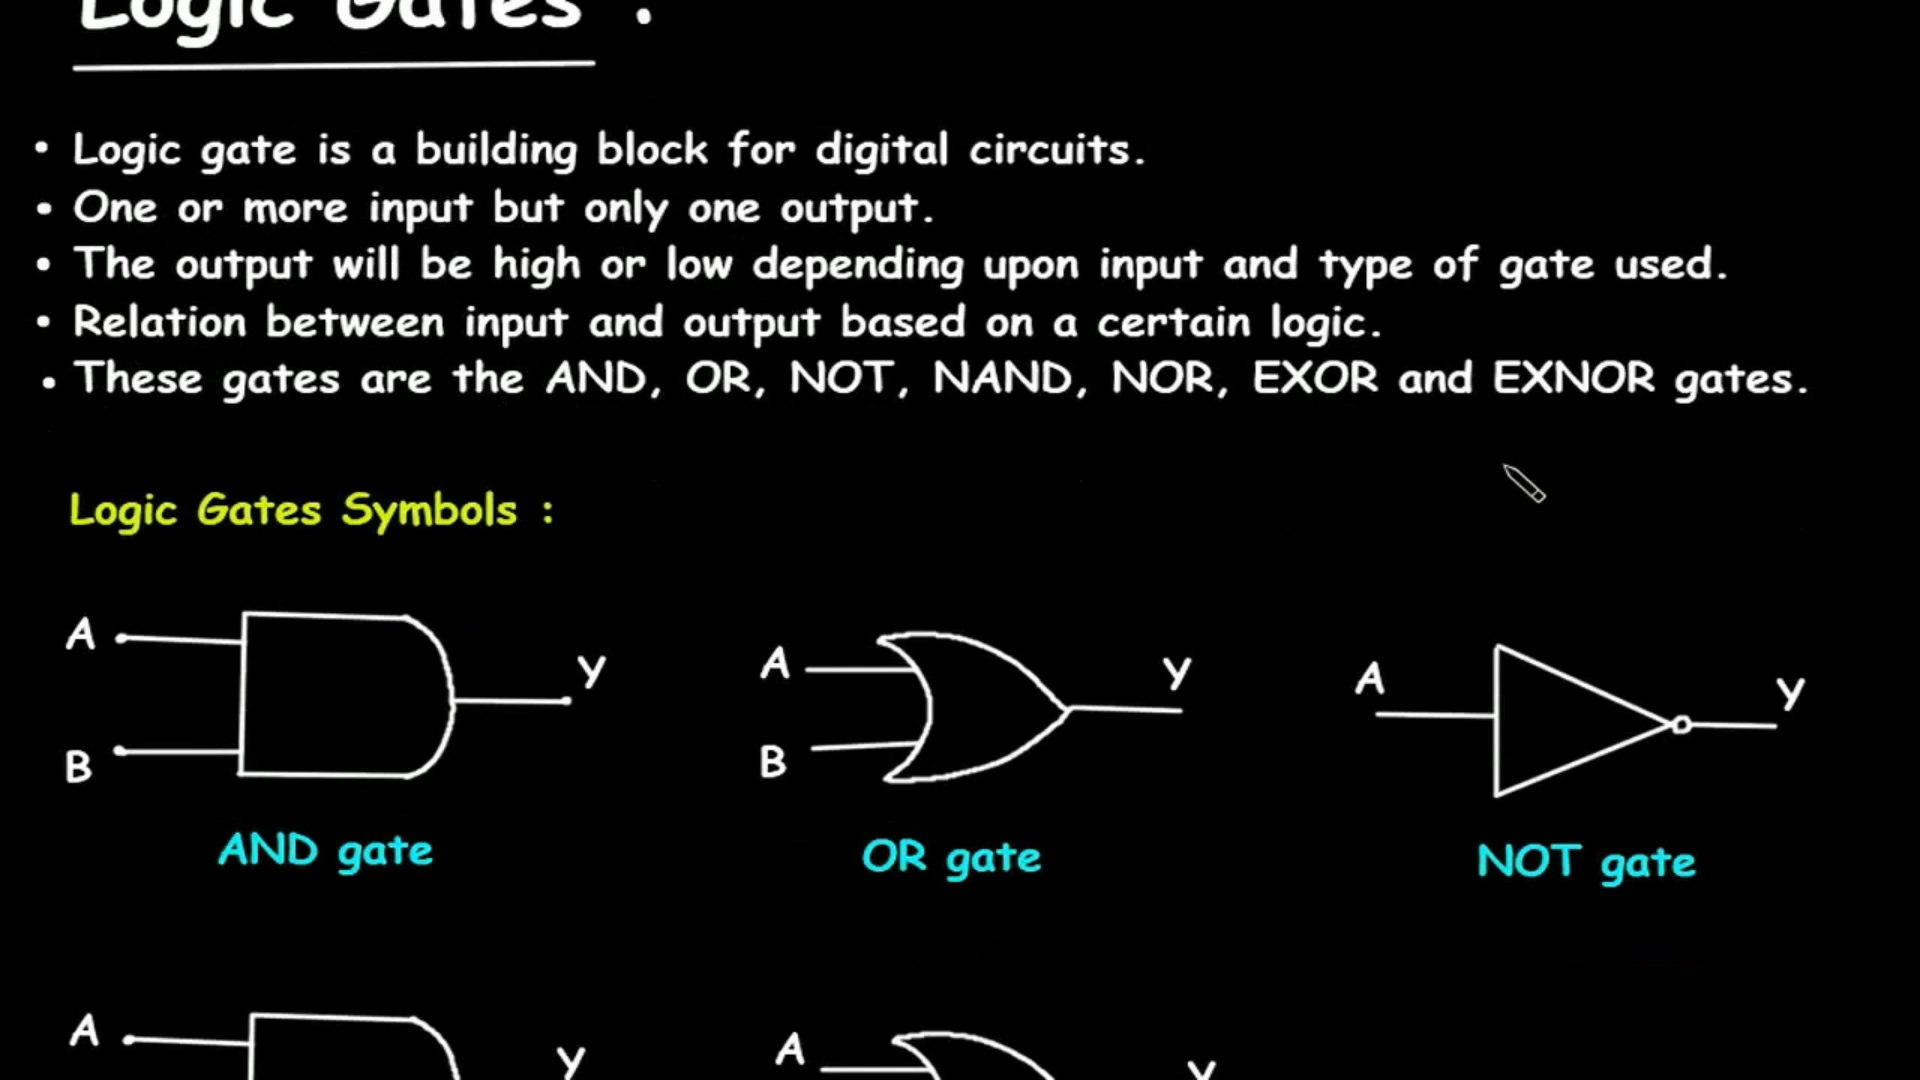 Logic Gates :
• Logic gate is a building block for digital circuits.
• One or more input but only one output.
• The output will be high or low depending upon input and type of gate used.
• Relation between input and output based on a certain logic.
• These gates are the AND, OR, NOT, NAND, NOR, EXOR and EXNOR gates.
Logic Gates Symbols :
A
B
Y
AND gate
A
B
Y
OR gate
A
Y
NOT gate
A
Y
A
Y